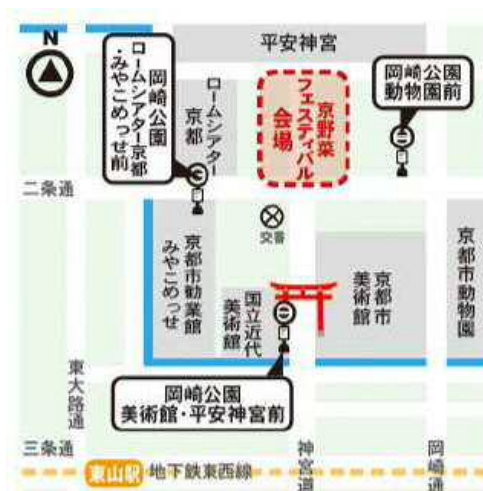 N
平安神宮
岡崎公園
ロームシアター京都
・みやこめっせ前
ロームシアター
京都
京野菜
フェスティバル
会場
岡崎公園
動物園前
二条通
交番
京都市勧業館
みやこめっせ
国立近代
美術館
京都市
美術館
京都市動物園
岡崎公園
美術館・平安神宮前
東大路通
三条通
東山駅
地下鉄東西線
神宮道
岡崎通